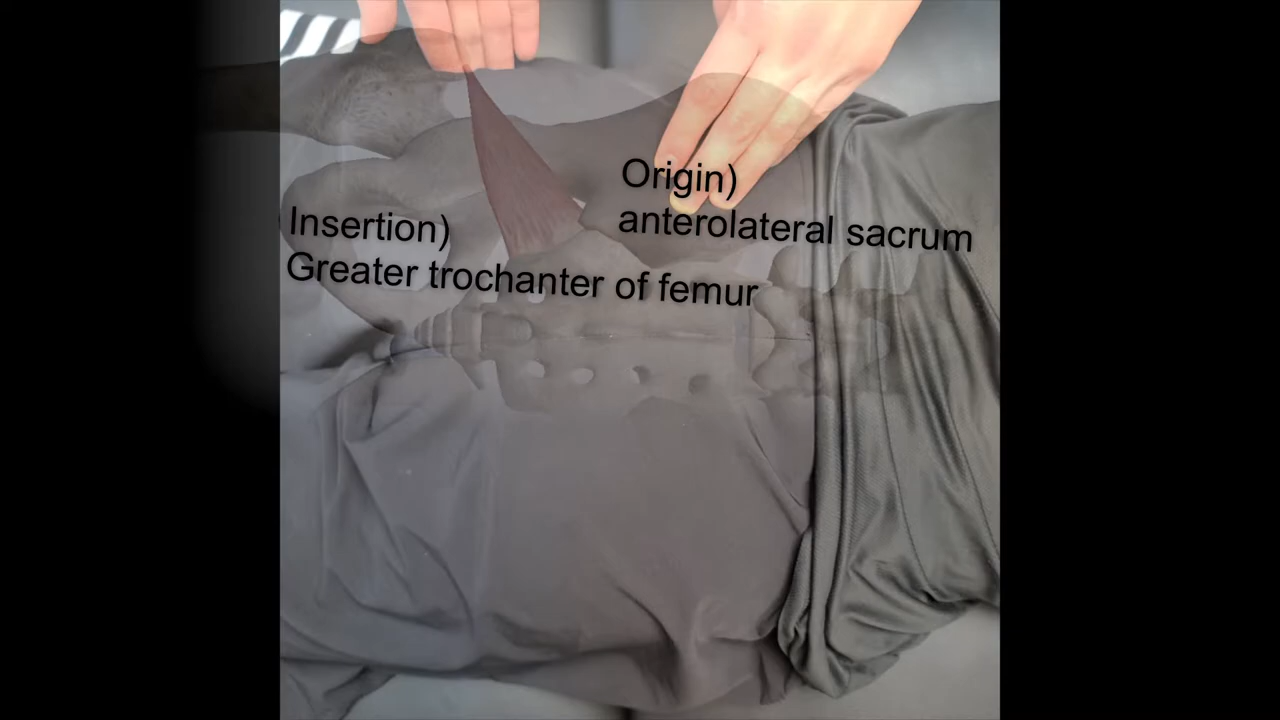 Origin)
anterolateral sacrum
Insertion)
Greater trochanter of femur